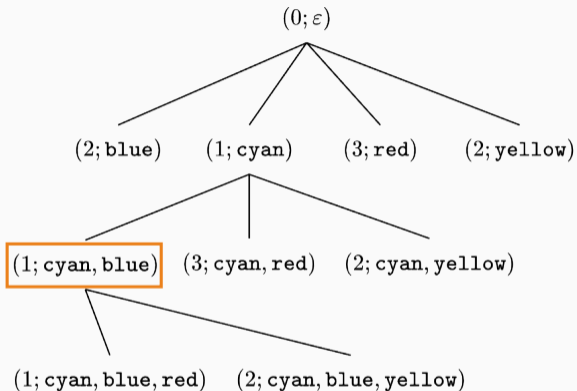 (0; ε)
(2; blue) (1; cyan) (3; red) (2; yellow)
(1; cyan, blue) (3; cyan, red) (2; cyan, yellow)
(1; cyan, blue, red) (2; cyan, blue, yellow)